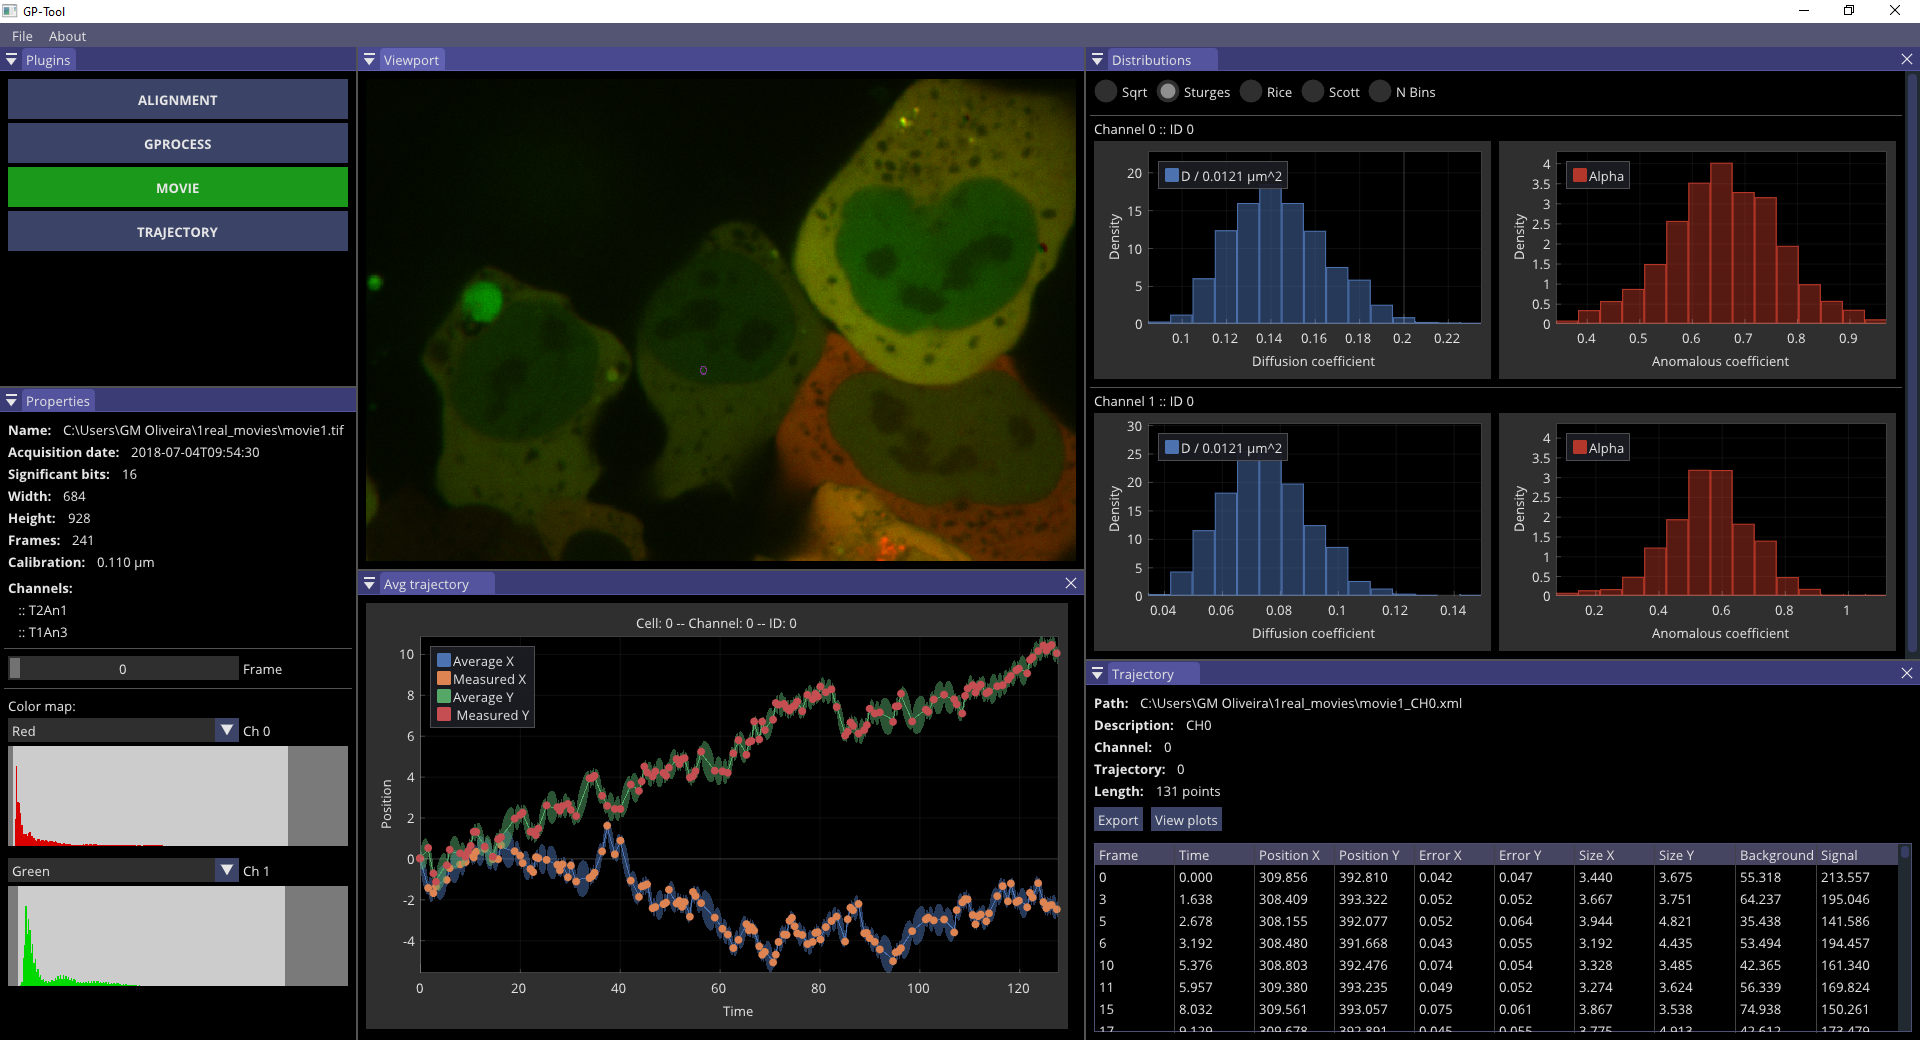 GP-Tool
File About
Plugins
ALIGNMENT
GPROCESS
MOVIE
TRAJECTORY
Properties
Name: C:\Users\GM Oliveira\1real_movies\movie1.tif
Acquisition date: 2018-07-04T09:54:30
Significant bits: 16
Width: 684
Height: 928
Frames: 241
Calibration: 0.110 µm
Channels:
:: T2An1
:: T1An3
0 Frame
Color map:
Red Ch 0
Green Ch 1
Viewport
Avg trajectory
Cell: 0 -- Channel: 0 -- ID: 0
Average X
Measured X
Average Y
Measured Y
Position
10
8
6
4
2
0
-2
-4
0 20 40 60 80 100 120
Time
Distributions
Sqrt Sturges Rice Scott N Bins
Channel 0 :: ID 0
D / 0.0121 µm^2
Density
20
15
10
5
0
0.1 0.12 0.14 0.16 0.18 0.2 0.22
Diffusion coefficient
Alpha
Density
4
3.5
3
2.5
2
1.5
1
0.5
0
0.4 0.5 0.6 0.7 0.8 0.9
Anomalous coefficient
Channel 1 :: ID 0
D / 0.0121 µm^2
Density
30
25
20
15
10
5
0
0.04 0.06 0.08 0.1 0.12 0.14
Diffusion coefficient
Alpha
Density
4
3.5
3
2.5
2
1.5
1
0.5
0
0.2 0.4 0.6 0.8 1
Anomalous coefficient
Trajectory
Path: C:\Users\GM Oliveira\1real_movies\movie1_CH0.xml
Description: CH0
Channel: 0
Trajectory: 0
Length: 131 points
Export View plots
Frame Time Position X Position Y Error X Error Y Size X Size Y Background Signal
0 0.000 309.856 392.810 0.042 0.047 3.440 3.675 55.318 213.557
3 1.638 308.409 393.322 0.052 0.052 3.667 3.751 64.237 195.046
5 2.678 308.155 392.077 0.052 0.064 3.944 4.821 35.438 141.586
6 3.192 308.480 391.668 0.043 0.055 3.192 4.435 53.494 194.457
10 5.376 308.803 392.476 0.074 0.054 3.328 3.485 42.365 161.340
11 5.957 309.380 393.235 0.049 0.052 3.274 3.624 56.339 169.824
15 8.032 309.561 393.057 0.075 0.061 3.867 3.538 74.938 150.261
17 9.129 309.678 392.891 0.045 0.055 3.775 4.913 42.612 173.479